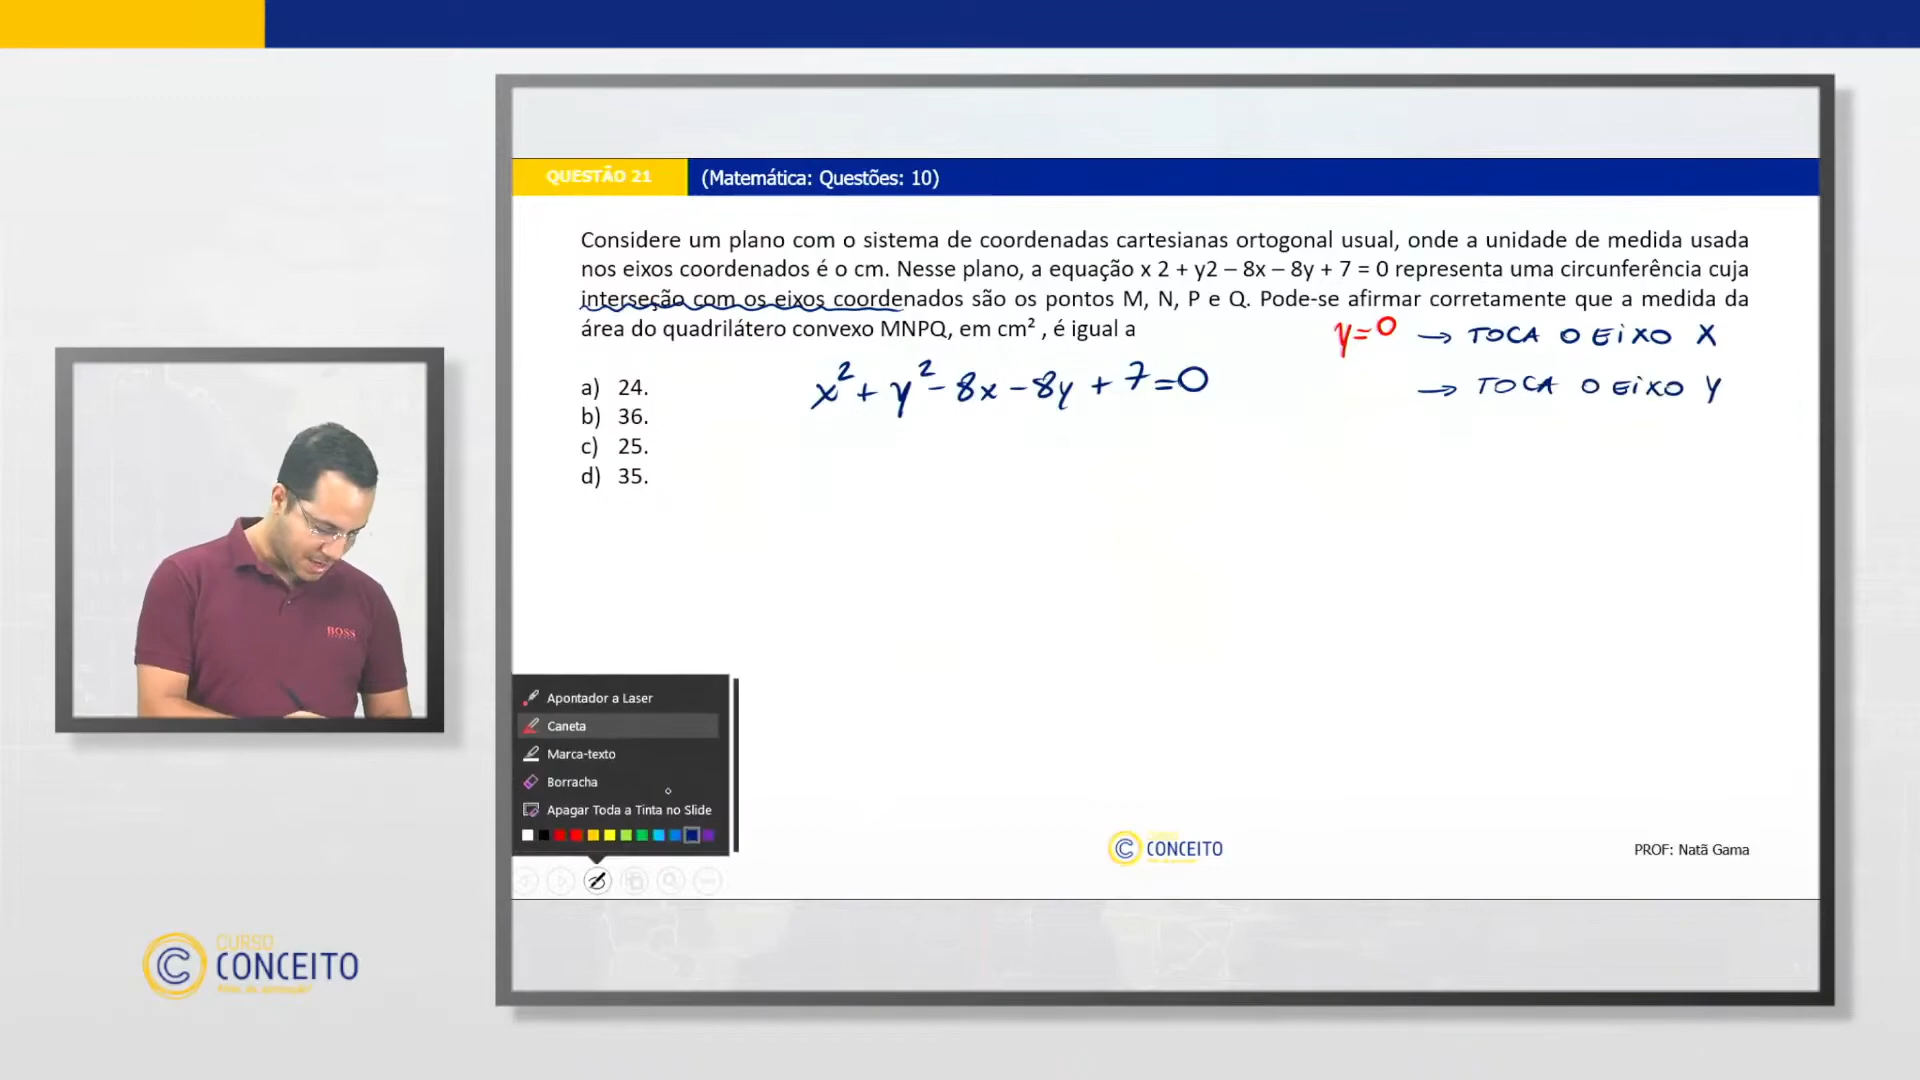 QUESTÃO 21
(Matemática: Questões: 10)
Considere um plano com o sistema de coordenadas cartesianas ortogonal usual, onde a unidade de medida usada
nos eixos coordenados é o cm. Nesse plano, a equação x 2 + y2 – 8x – 8y + 7 = 0 representa uma circunferência cuja
interseção com os eixos coordenados são os pontos M, N, P e Q. Pode-se afirmar corretamente que a medida da
área do quadrilátero convexo MNPQ, em cm² , é igual a
y=0 → TOCA O EIXO X
→ TOCA O EIXO Y
x² + y² - 8x - 8y + 7 = 0
a) 24.
b) 36.
c) 25.
d) 35.
BOSS
Apontador a Laser
Caneta
Marca-texto
Borracha
Apagar Toda a Tinta no Slide
CURSO
CONCEITO
PROF: Natã Gama
CURSO
CONCEITO